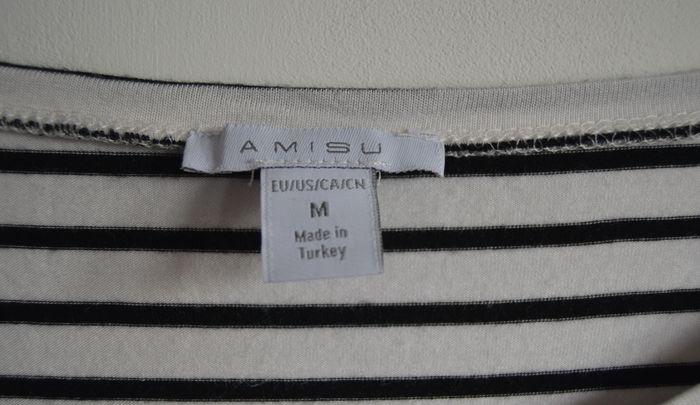 AMISU
EU/US/CA/CN
M
Made in
Turkey